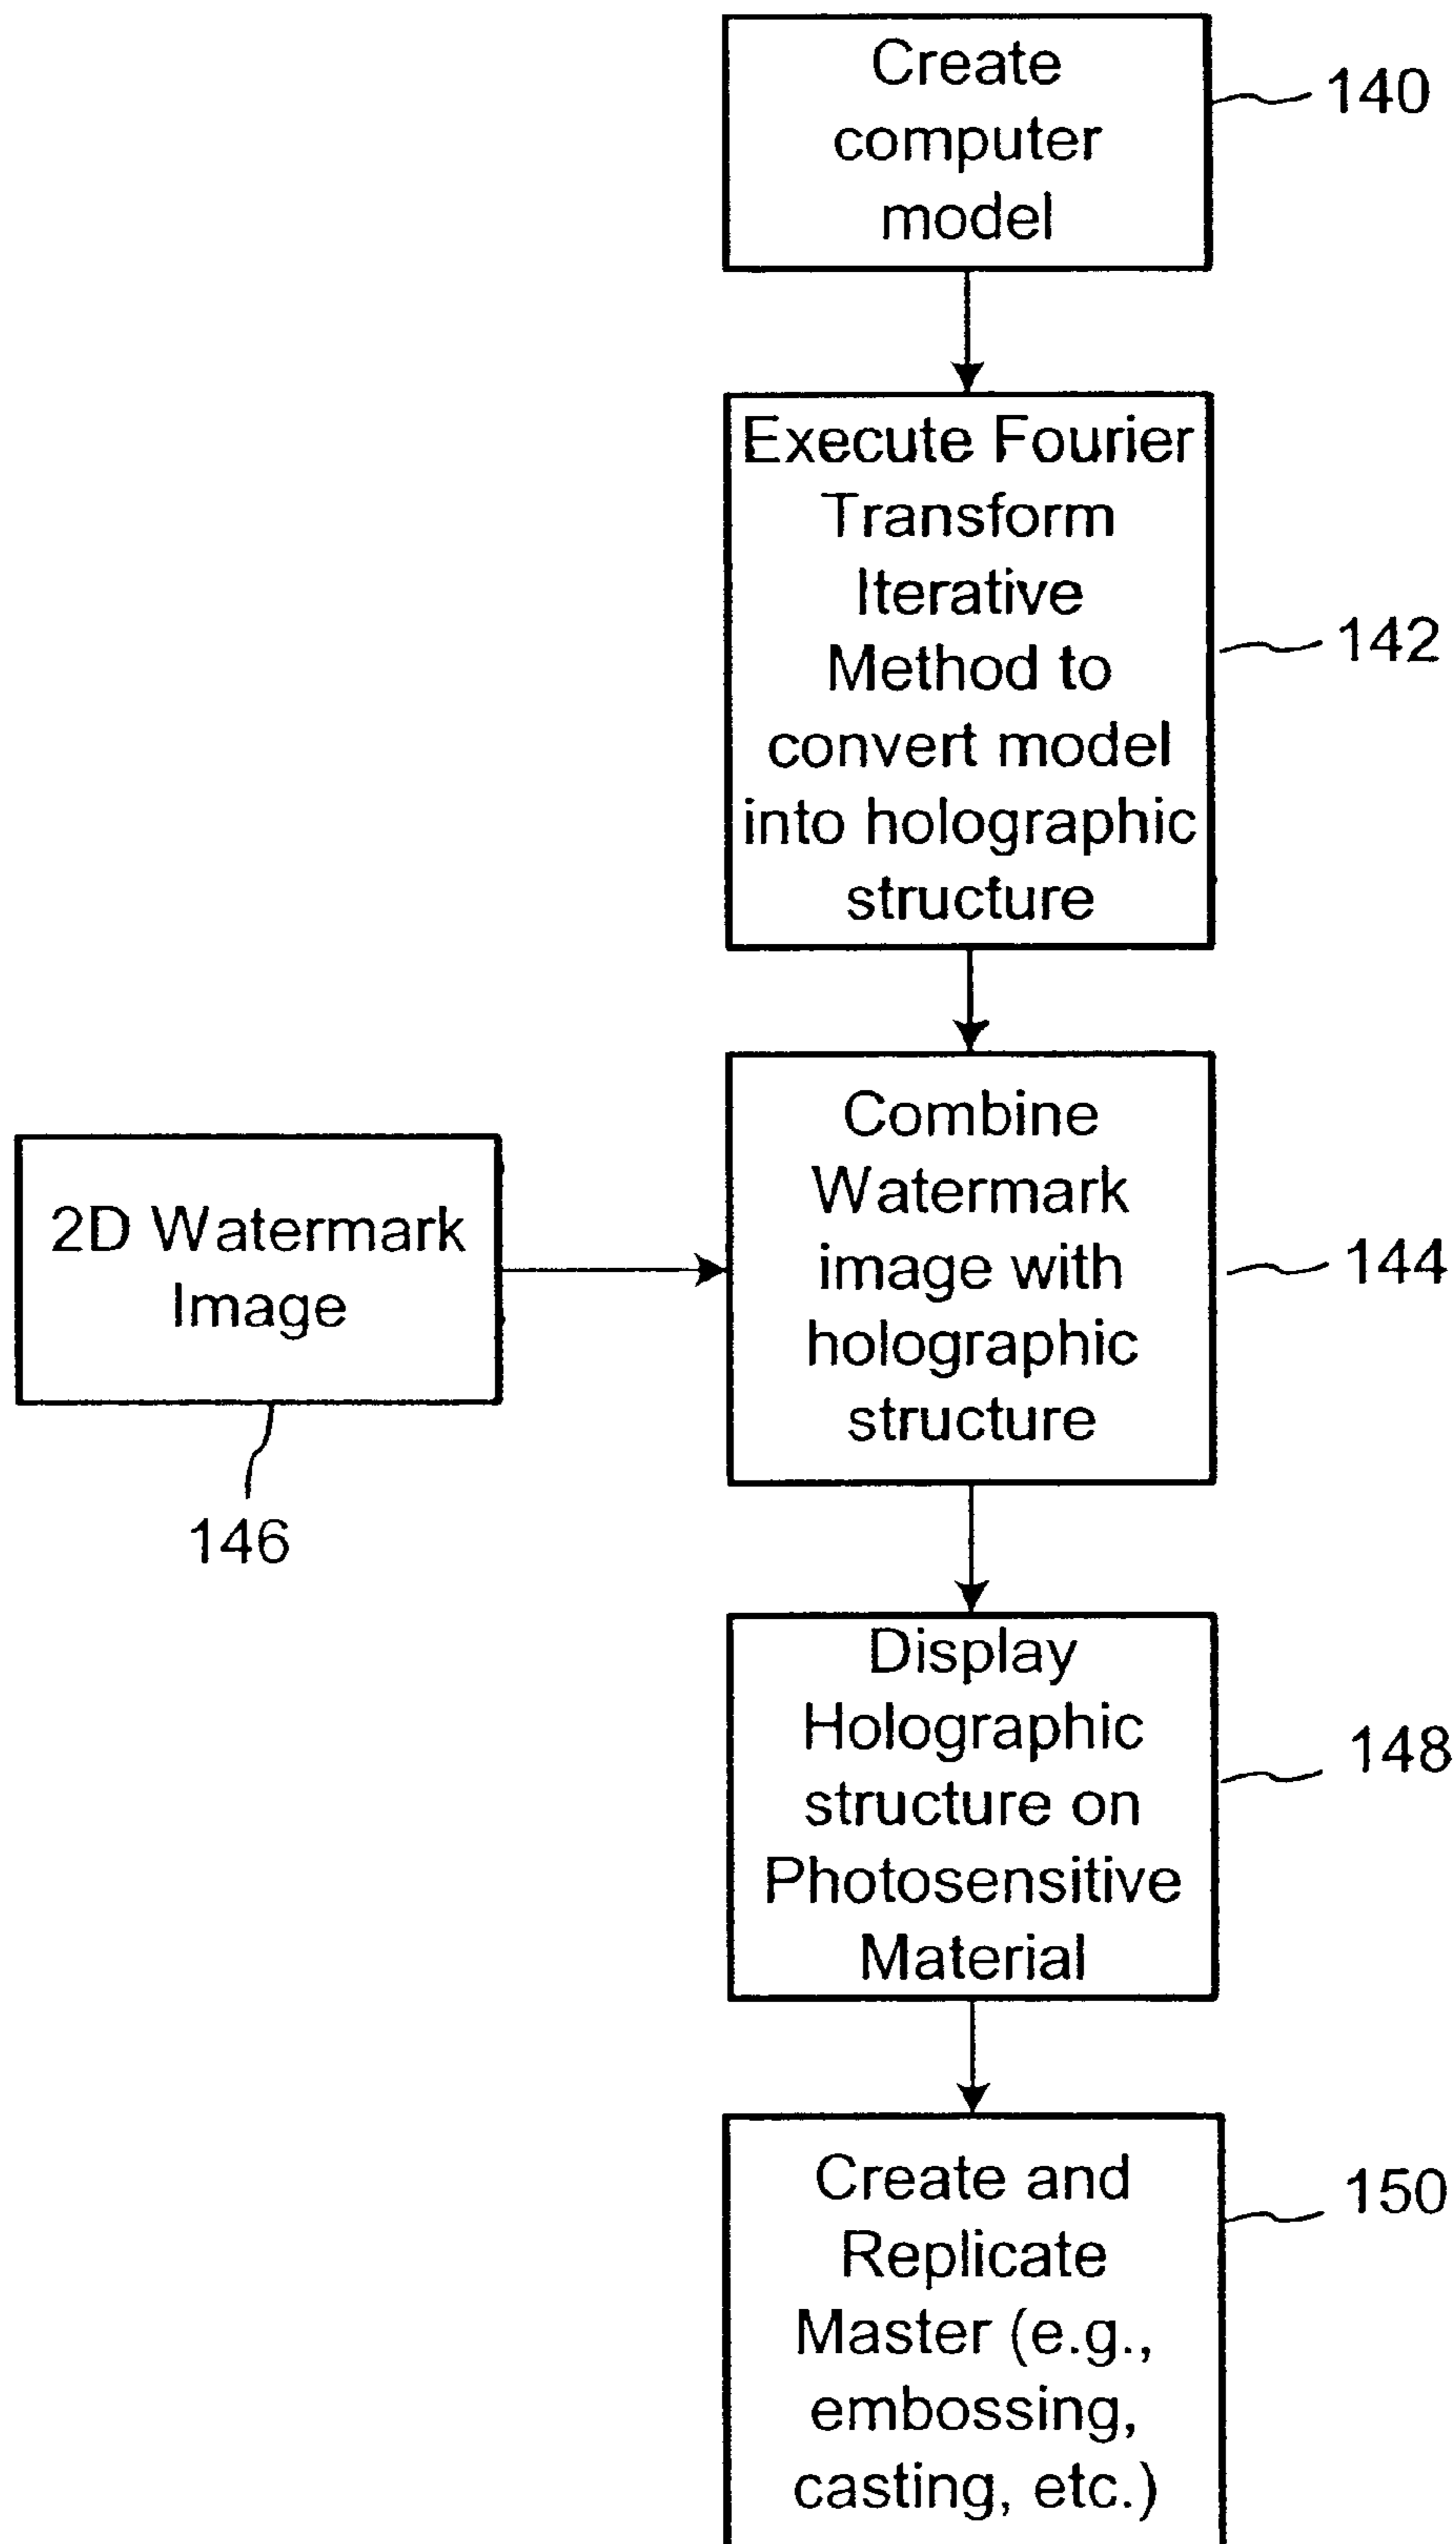 Create
computer
model
140
Execute Fourier
Transform
Iterative
Method to
convert model
into holographic
structure
142
Combine
Watermark
image with
holographic
structure
144
2D Watermark
Image
146
Display
Holographic
structure on
Photosensitive
Material
148
Create and
Replicate
Master (e.g.,
embossing,
casting, etc.)
150